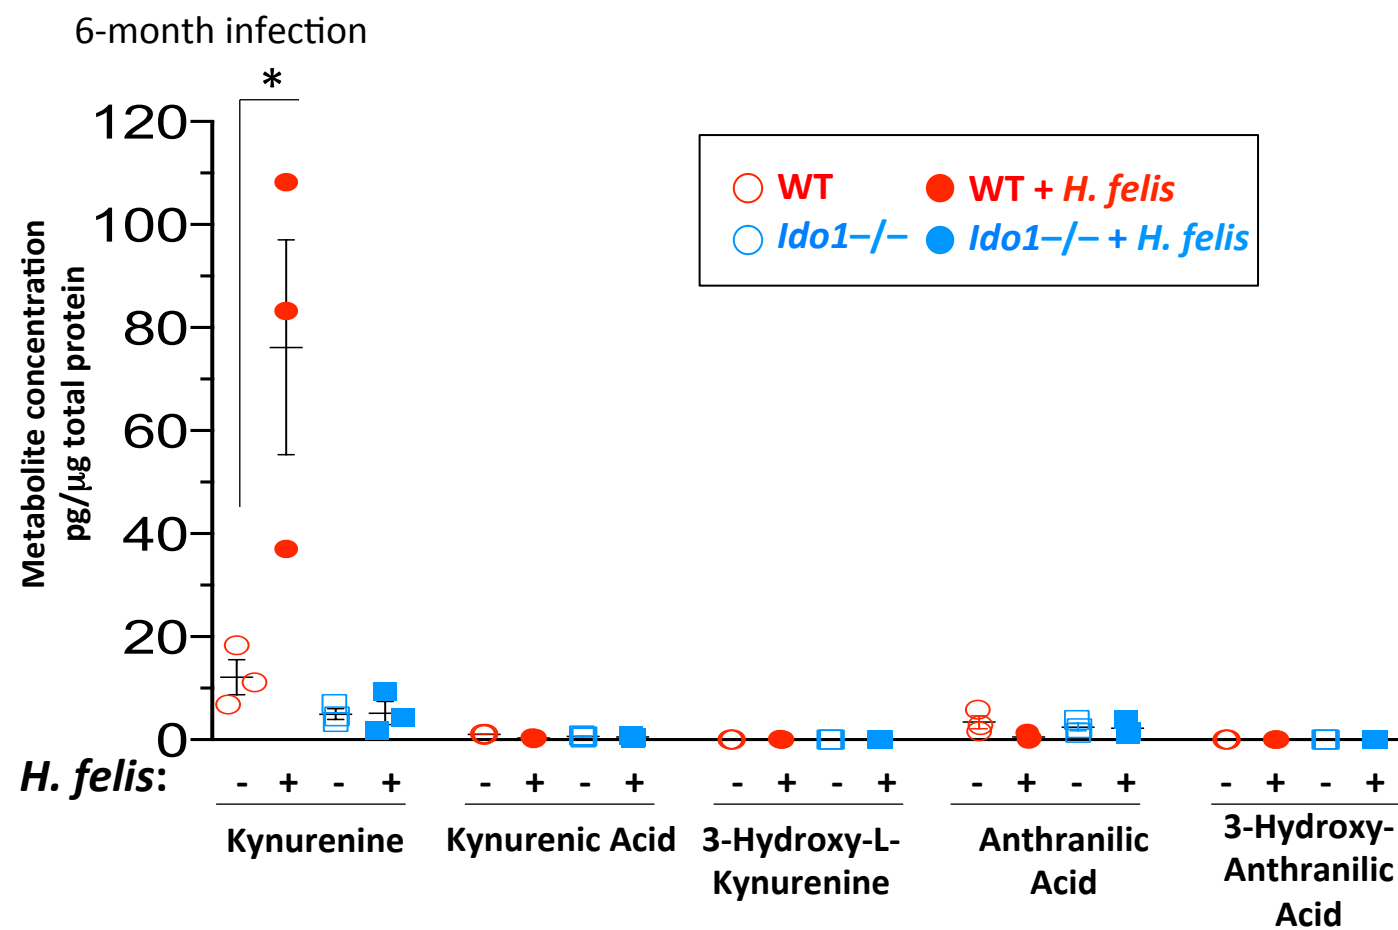 6-month infection
*
120
100
80
60
40
20
0
Metabolite concentration
pg/µg total protein
WT
WT + H. felis
Ido1–/–
Ido1–/– + H. felis
H. felis: - + - + - + - + - + - + - + - + - + - +
Kynurenine
Kynurenic Acid
3-Hydroxy-L-
Kynurenine
Anthranilic
Acid
3-Hydroxy-
Anthranilic
Acid